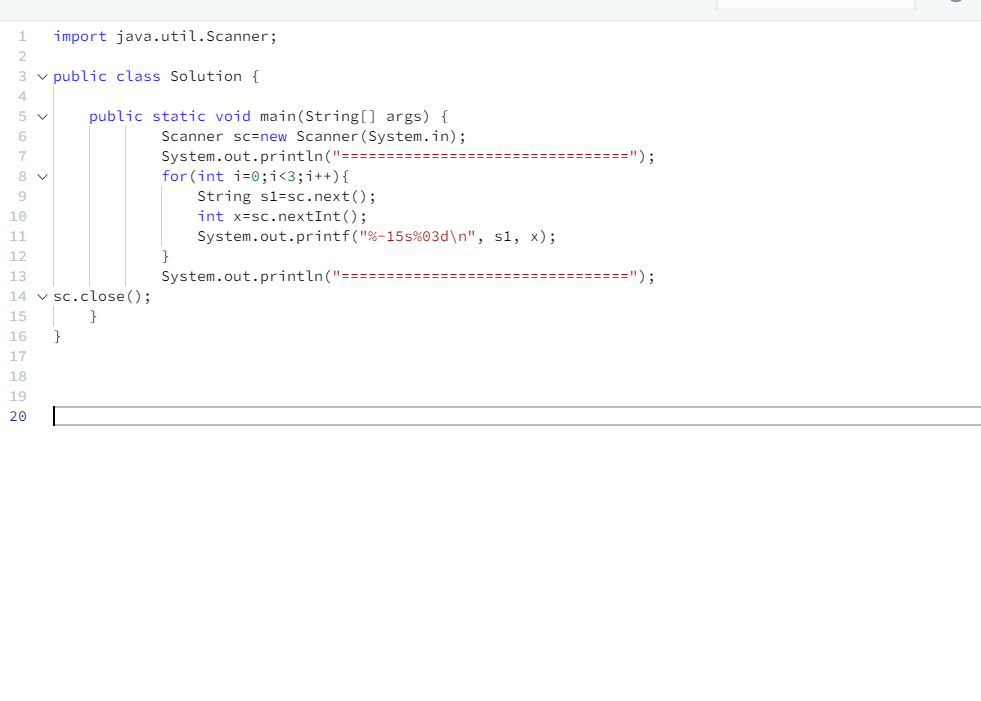 1 import java.util.Scanner;
2
3 public class Solution {
4
5 public static void main(String[] args) {
6 Scanner sc=new Scanner(System.in);
7 System.out.println("================================");
8 for(int i=0;i<3;i++){
9 String s1=sc.next();
10 int x=sc.nextInt();
11 System.out.printf("%-15s%03d\n", s1, x);
12 }
13 System.out.println("================================");
14 sc.close();
15 }
16 }
17
18
19
20